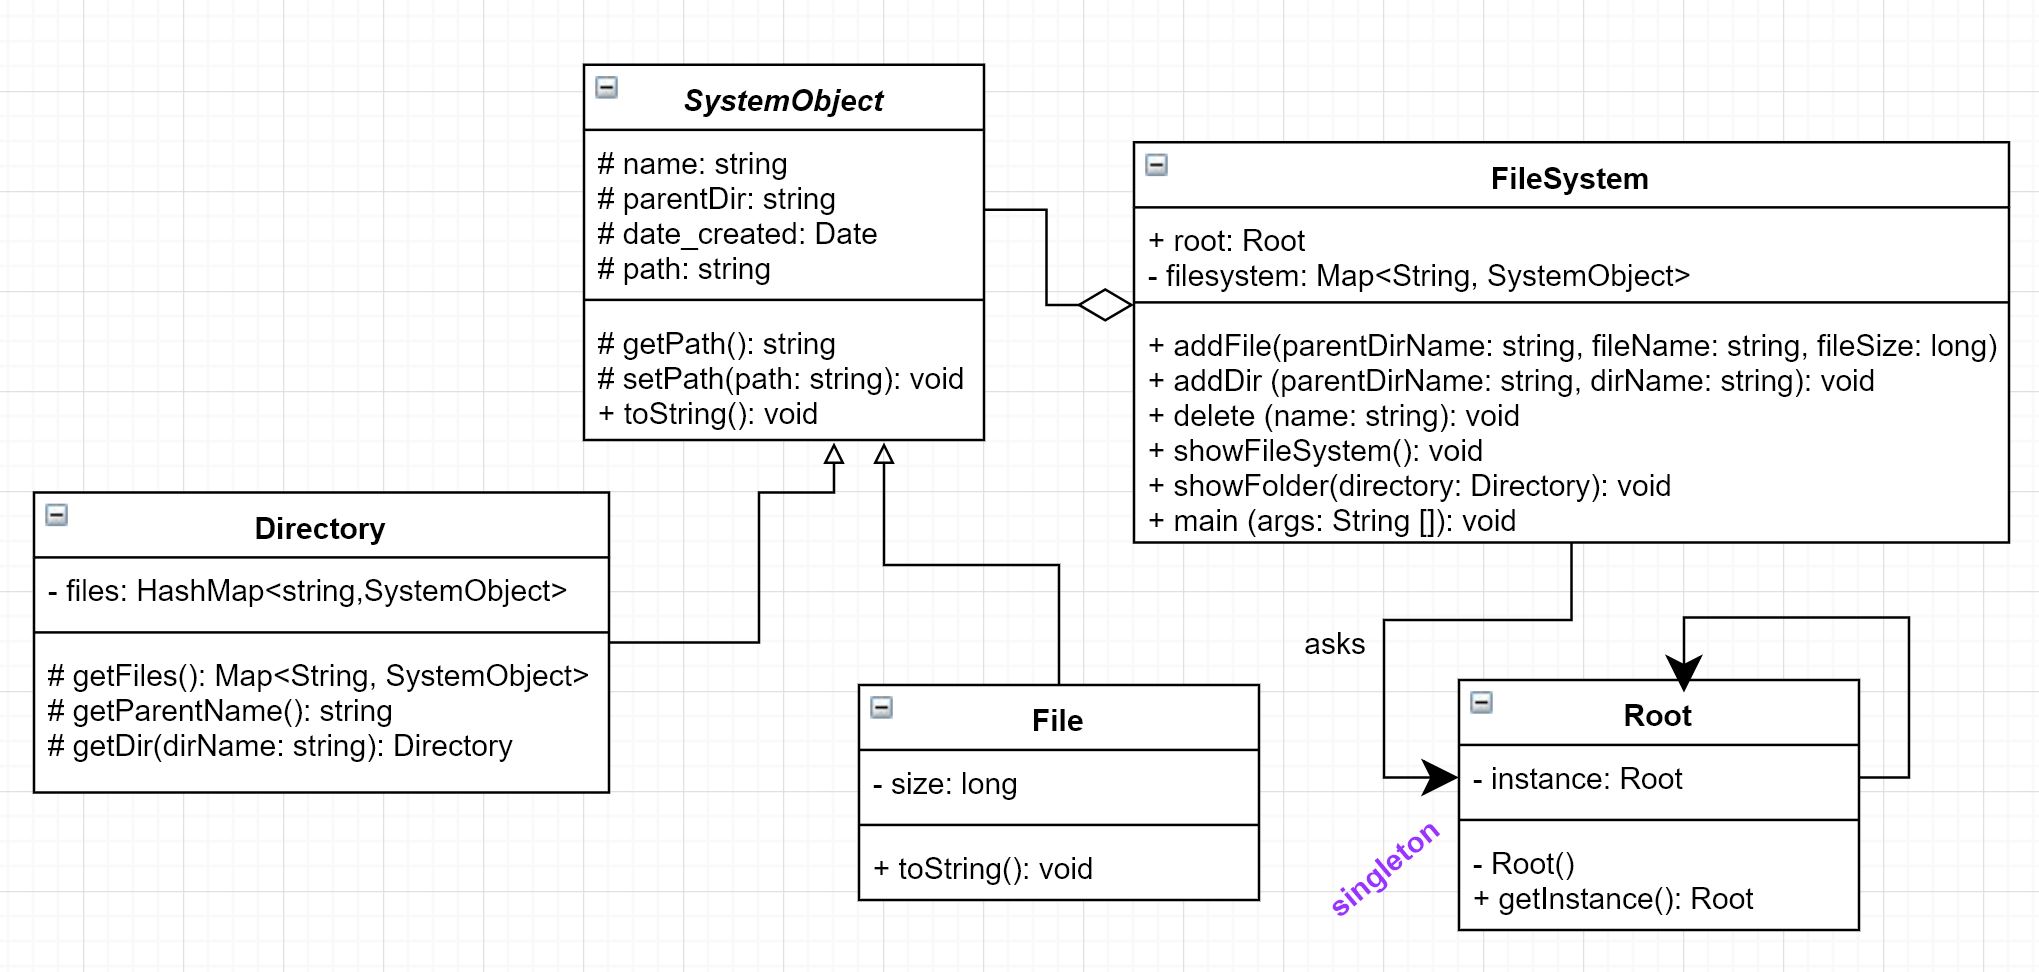 SystemObject
# name: string
# parentDir: string
# date_created: Date
# path: string
# getPath(): string
# setPath(path: string): void
+ toString(): void
FileSystem
+ root: Root
- filesystem: Map<String, SystemObject>
+ addFile(parentDirName: string, fileName: string, fileSize: long)
+ addDir (parentDirName: string, dirName: string): void
+ delete (name: string): void
+ showFileSystem(): void
+ showFolder(directory: Directory): void
+ main (args: String []): void
Directory
- files: HashMap<string,SystemObject>
# getFiles(): Map<String, SystemObject>
# getParentName(): string
# getDir(dirName: string): Directory
File
- size: long
+ toString(): void
asks
singleton
Root
- instance: Root
- Root()
+ getInstance(): Root